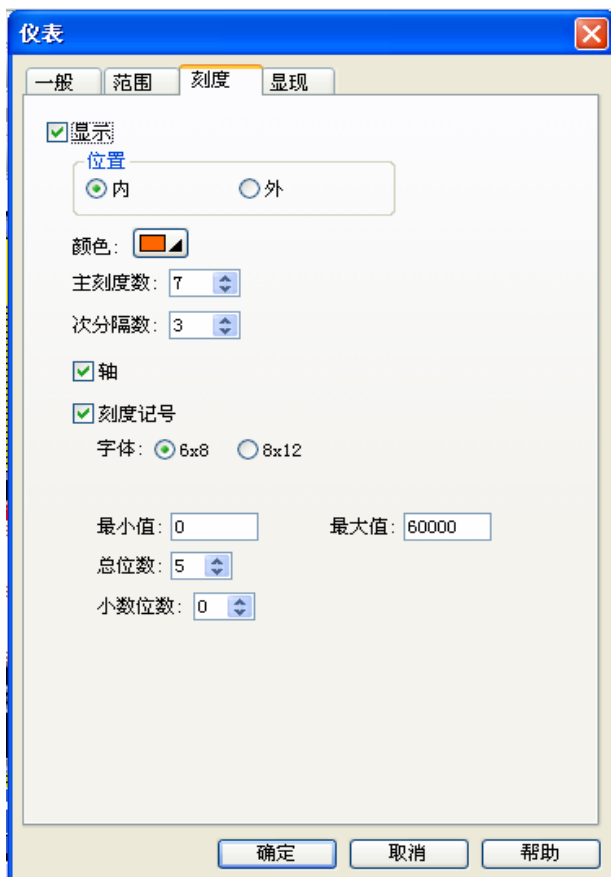 仪表
一般 范围 刻度 显现
显示
位置
内 外
颜色:
主刻度数: 7
次分隔数: 3
轴
刻度记号
字体: 6x8 8x12
最小值: 0 最大值: 60000
总位数: 5
小数位数: 0
确定 取消 帮助